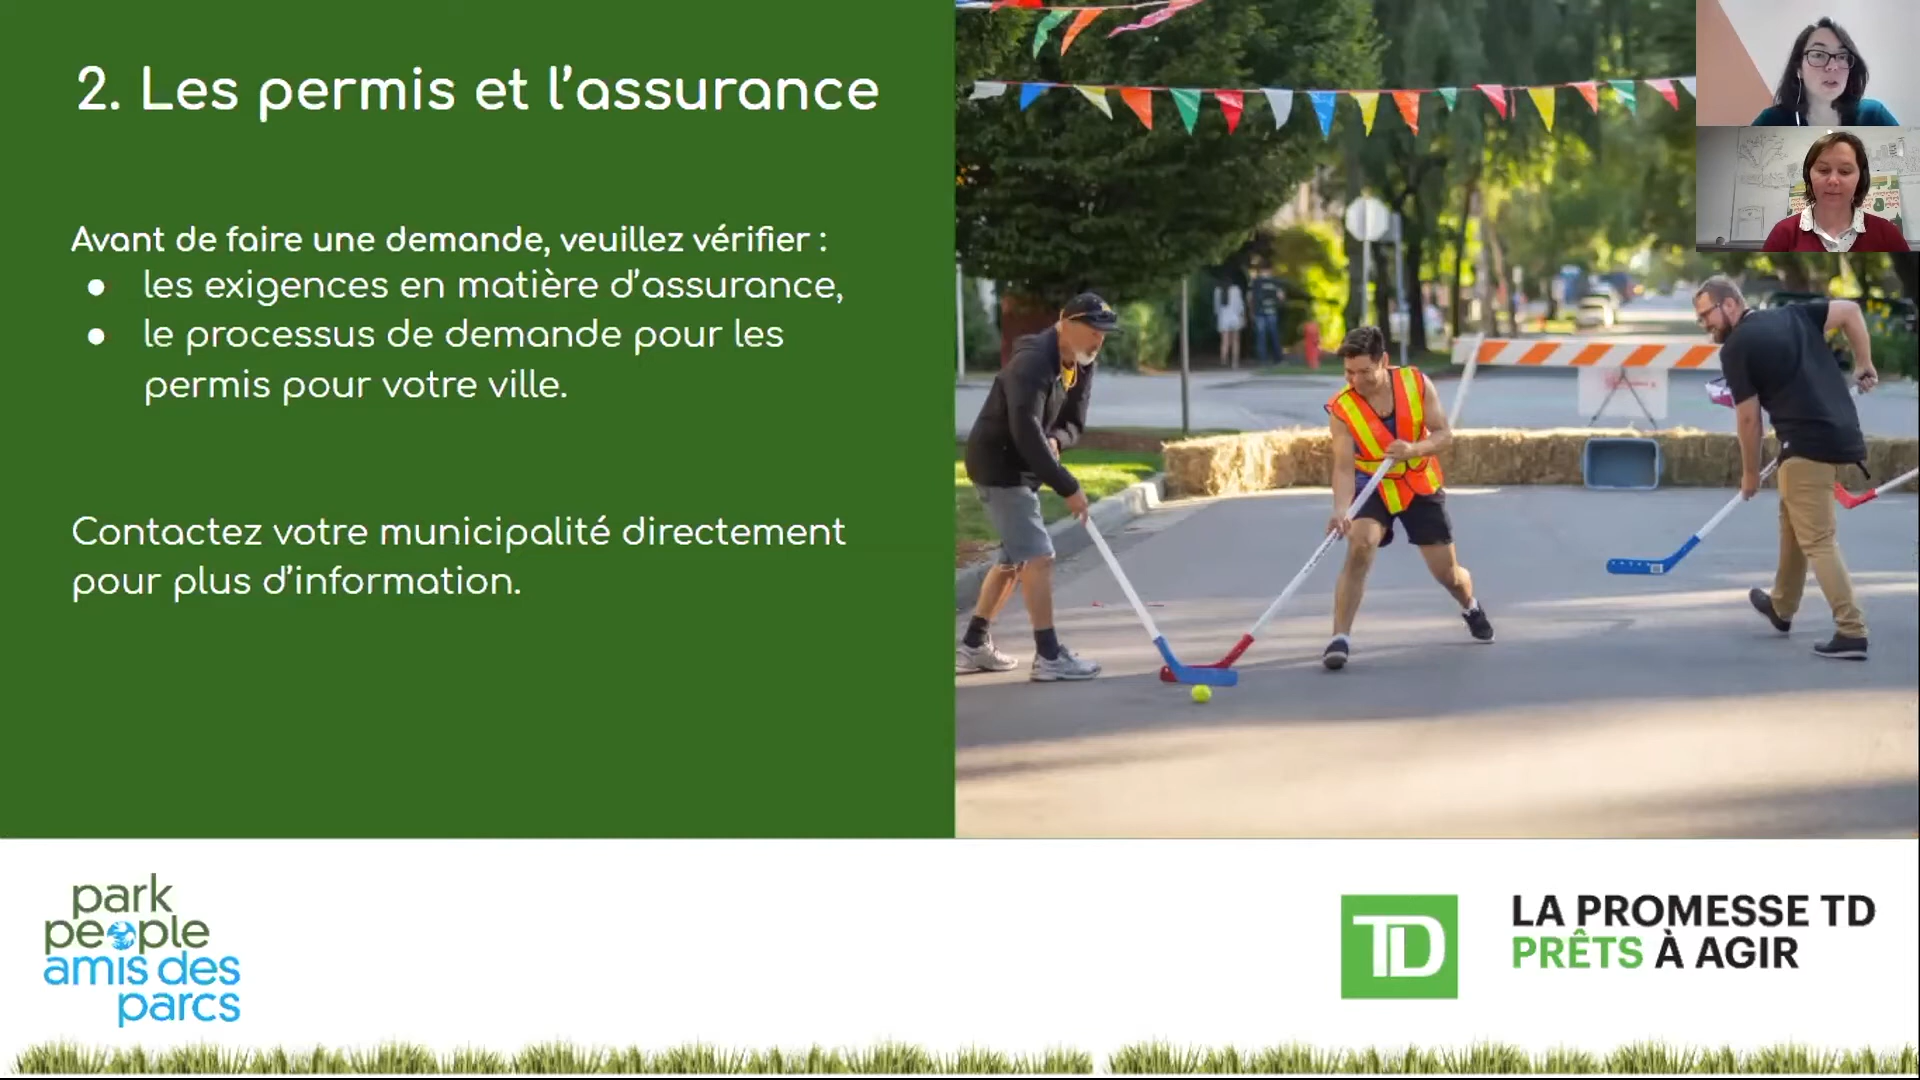 2. Les permis et l’assurance
Avant de faire une demande, veuillez vérifier :
● les exigences en matière d’assurance,
● le processus de demande pour les
permis pour votre ville.
Contactez votre municipalité directement
pour plus d’information.
park
people
amis des
parcs
TD
LA PROMESSE TD
PRÊTS À AGIR